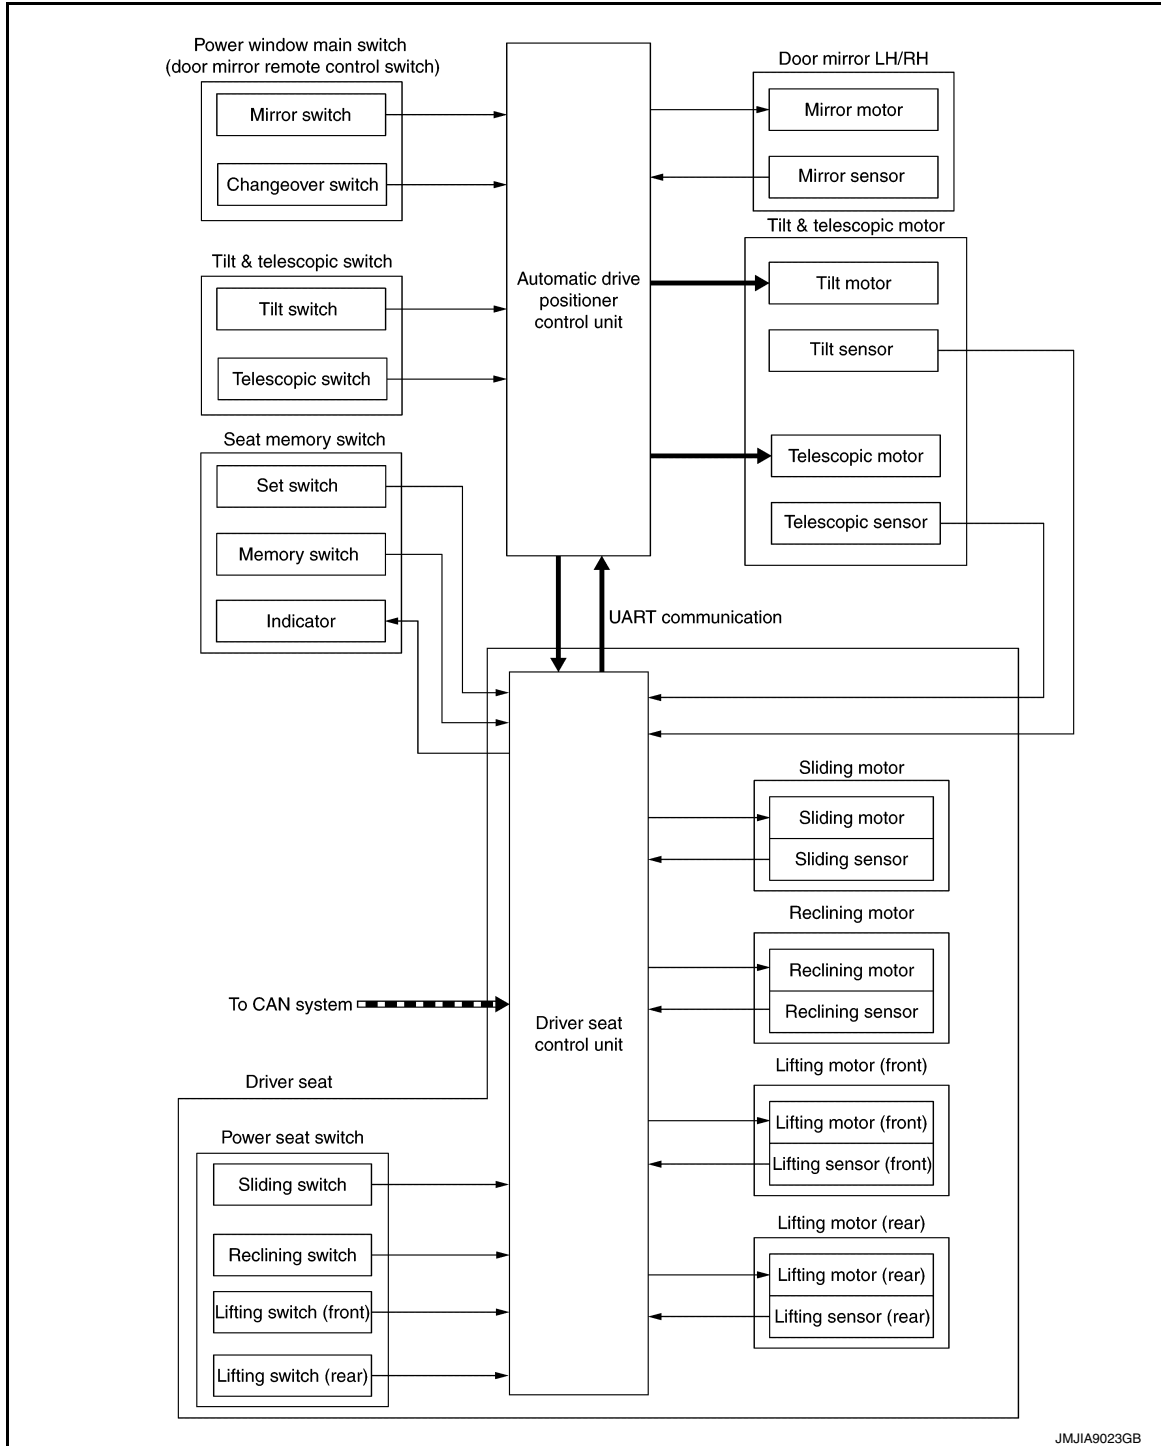 Power window main switch
(door mirror remote control switch)
Mirror switch
Changeover switch
Tilt & telescopic switch
Tilt switch
Telescopic switch
Seat memory switch
Set switch
Memory switch
Indicator
Automatic drive
positioner
control unit
Door mirror LH/RH
Mirror motor
Mirror sensor
Tilt & telescopic motor
Tilt motor
Tilt sensor
Telescopic motor
Telescopic sensor
UART communication
Sliding motor
Sliding motor
Sliding sensor
Reclining motor
Reclining motor
Reclining sensor
To CAN system
Driver seat
control unit
Lifting motor (front)
Lifting motor (front)
Lifting sensor (front)
Driver seat
Power seat switch
Sliding switch
Reclining switch
Lifting switch (front)
Lifting switch (rear)
Lifting motor (rear)
Lifting motor (rear)
Lifting sensor (rear)
JMJIA9023GB